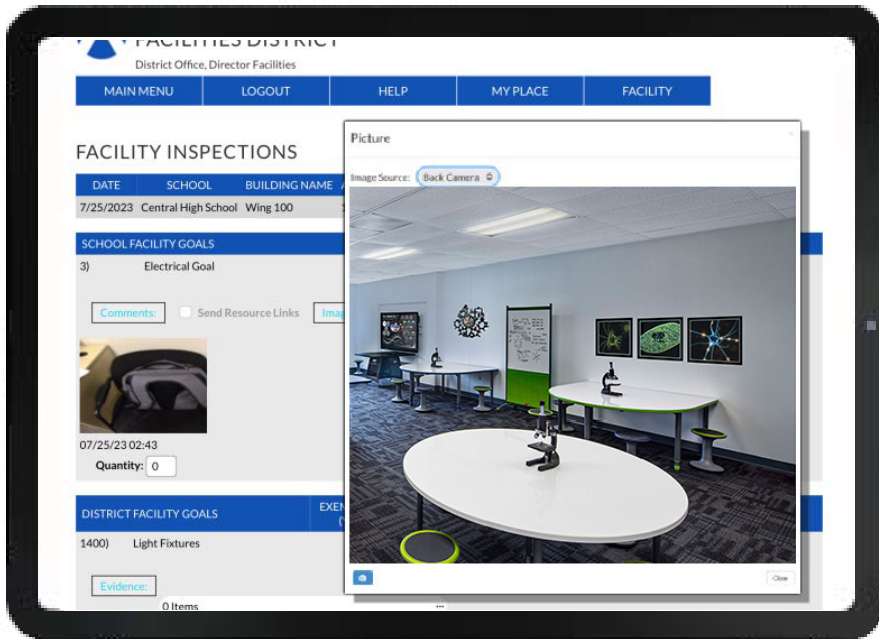 FACILITIES DISTRICT
District Office, Director Facilities
MAIN MENU LOGOUT HELP MY PLACE FACILITY
FACILITY INSPECTIONS
DATE SCHOOL BUILDING NAME
7/25/2023 Central High School Wing 100
SCHOOL FACILITY GOALS
3) Electrical Goal
Comments: Send Resource Links
07/25/23 02:43
Quantity: 0
DISTRICT FACILITY GOALS
1400) Light Fixtures
Evidence:
0 Items ...
Picture
Image Source: Back Camera
Close